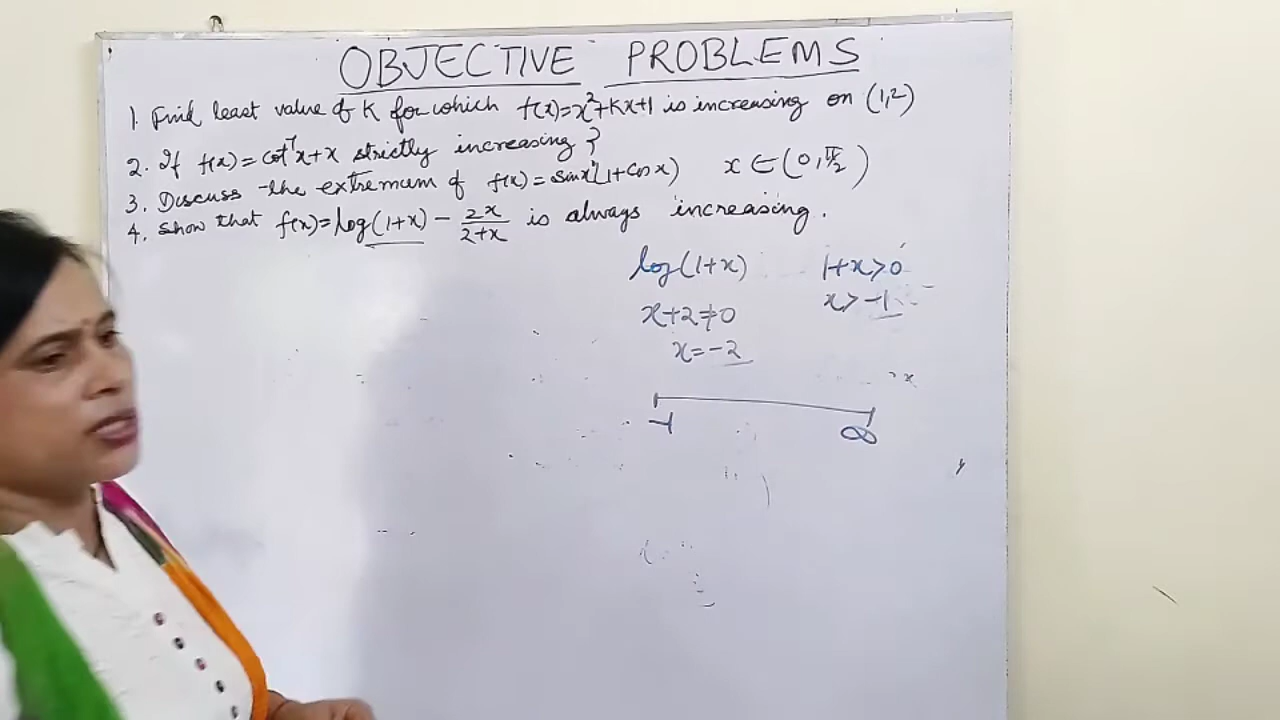 OBJECTIVE PROBLEMS
1. Find least value of K for which f(x)=x²+Kx+1 is increasing on (1,2)
2. If f(x)=cot⁻¹x+x strictly increasing ?
3. Discuss the extremum of f(x)=sinx(1+cosx) x∈(0,π/2)
4. Show that f(x)=log(1+x)-2x/2+x is always increasing.
log(1+x) 1+x>0
x+2≠0 x>-1
x=-2
-1 ∞